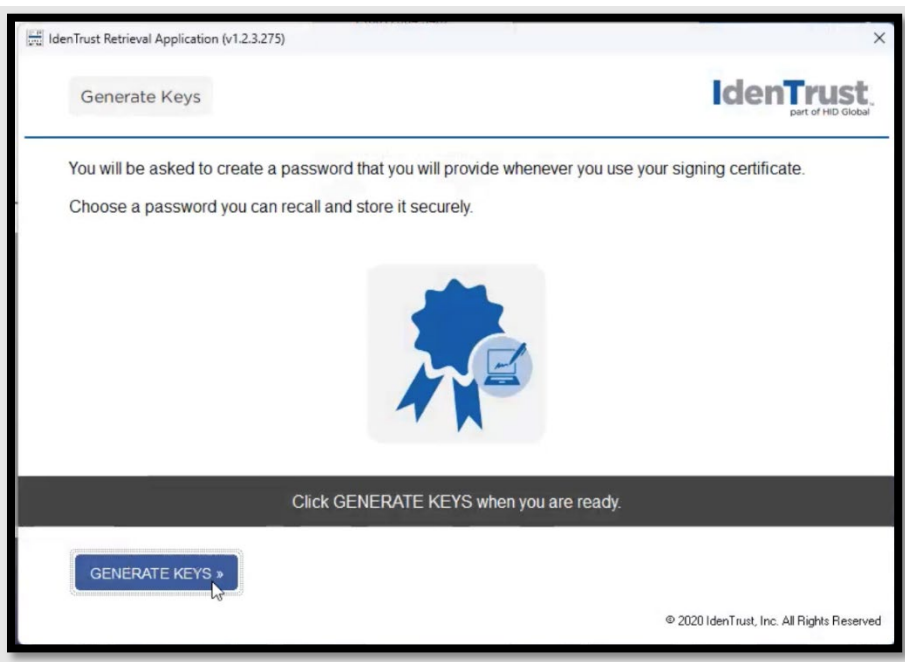 IdenTrust Retrieval Application (v1.2.3.275)
Generate Keys
IdenTrust
part of HID Global
You will be asked to create a password that you will provide whenever you use your signing certificate.
Choose a password you can recall and store it securely.
Click GENERATE KEYS when you are ready.
GENERATE KEYS »
© 2020 IdenTrust, Inc. All Rights Reserved